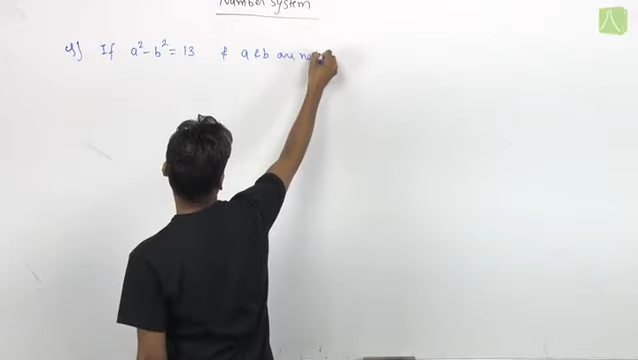 Number System
Q) If a² - b² = 13 & a & b are